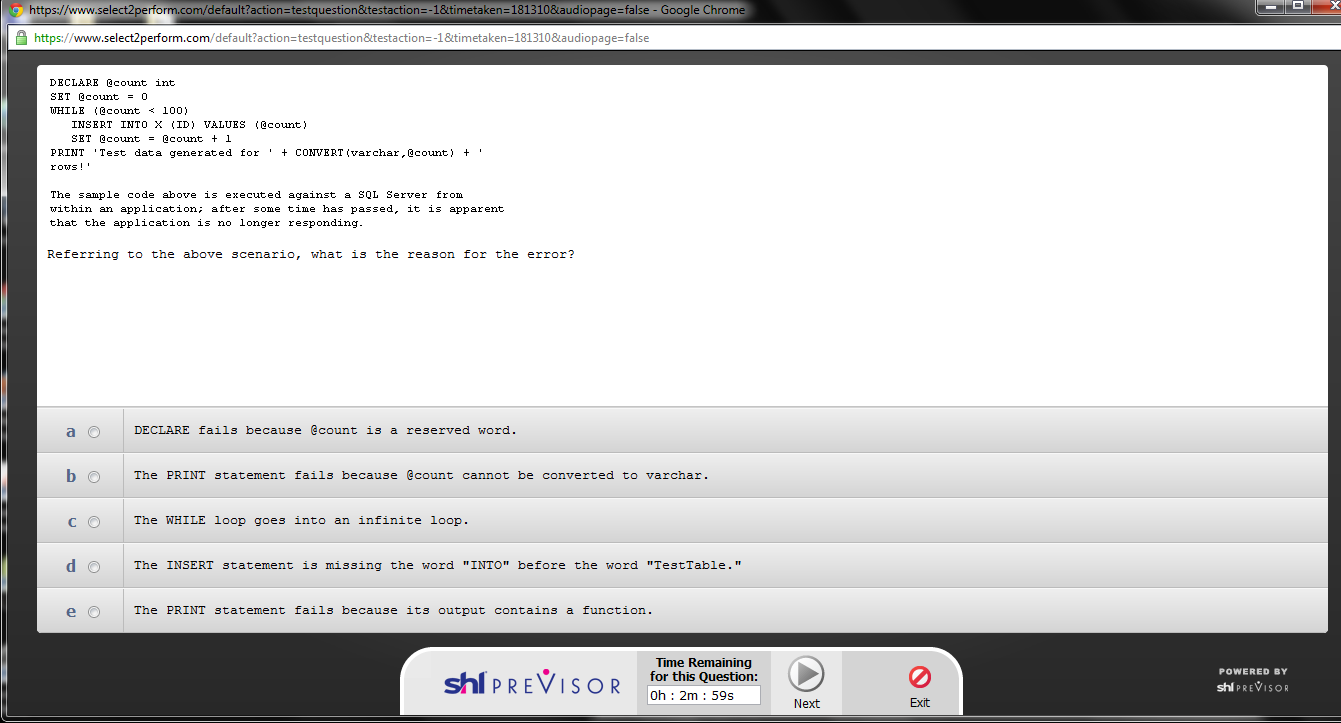 https://www.select2perform.com/default?action=testquestion&testaction=-1&timetaken=181310&audiopage=false - Google Chrome
https://www.select2perform.com/default?action=testquestion&testaction=-1&timetaken=181310&audiopage=false
DECLARE @count int
SET @count = 0
WHILE (@count < 100)
INSERT INTO X (ID) VALUES (@count)
SET @count = @count + 1
PRINT 'Test data generated for ' + CONVERT(varchar,@count) + '
rows!'
The sample code above is executed against a SQL Server from
within an application; after some time has passed, it is apparent
that the application is no longer responding.
Referring to the above scenario, what is the reason for the error?
a DECLARE fails because @count is a reserved word.
b The PRINT statement fails because @count cannot be converted to varchar.
c The WHILE loop goes into an infinite loop.
d The INSERT statement is missing the word "INTO" before the word "TestTable."
e The PRINT statement fails because its output contains a function.
shl PREVISOR
Time Remaining
for this Question:
0h : 2m : 59s
Next
Exit
POWERED BY
shl PREVISOR